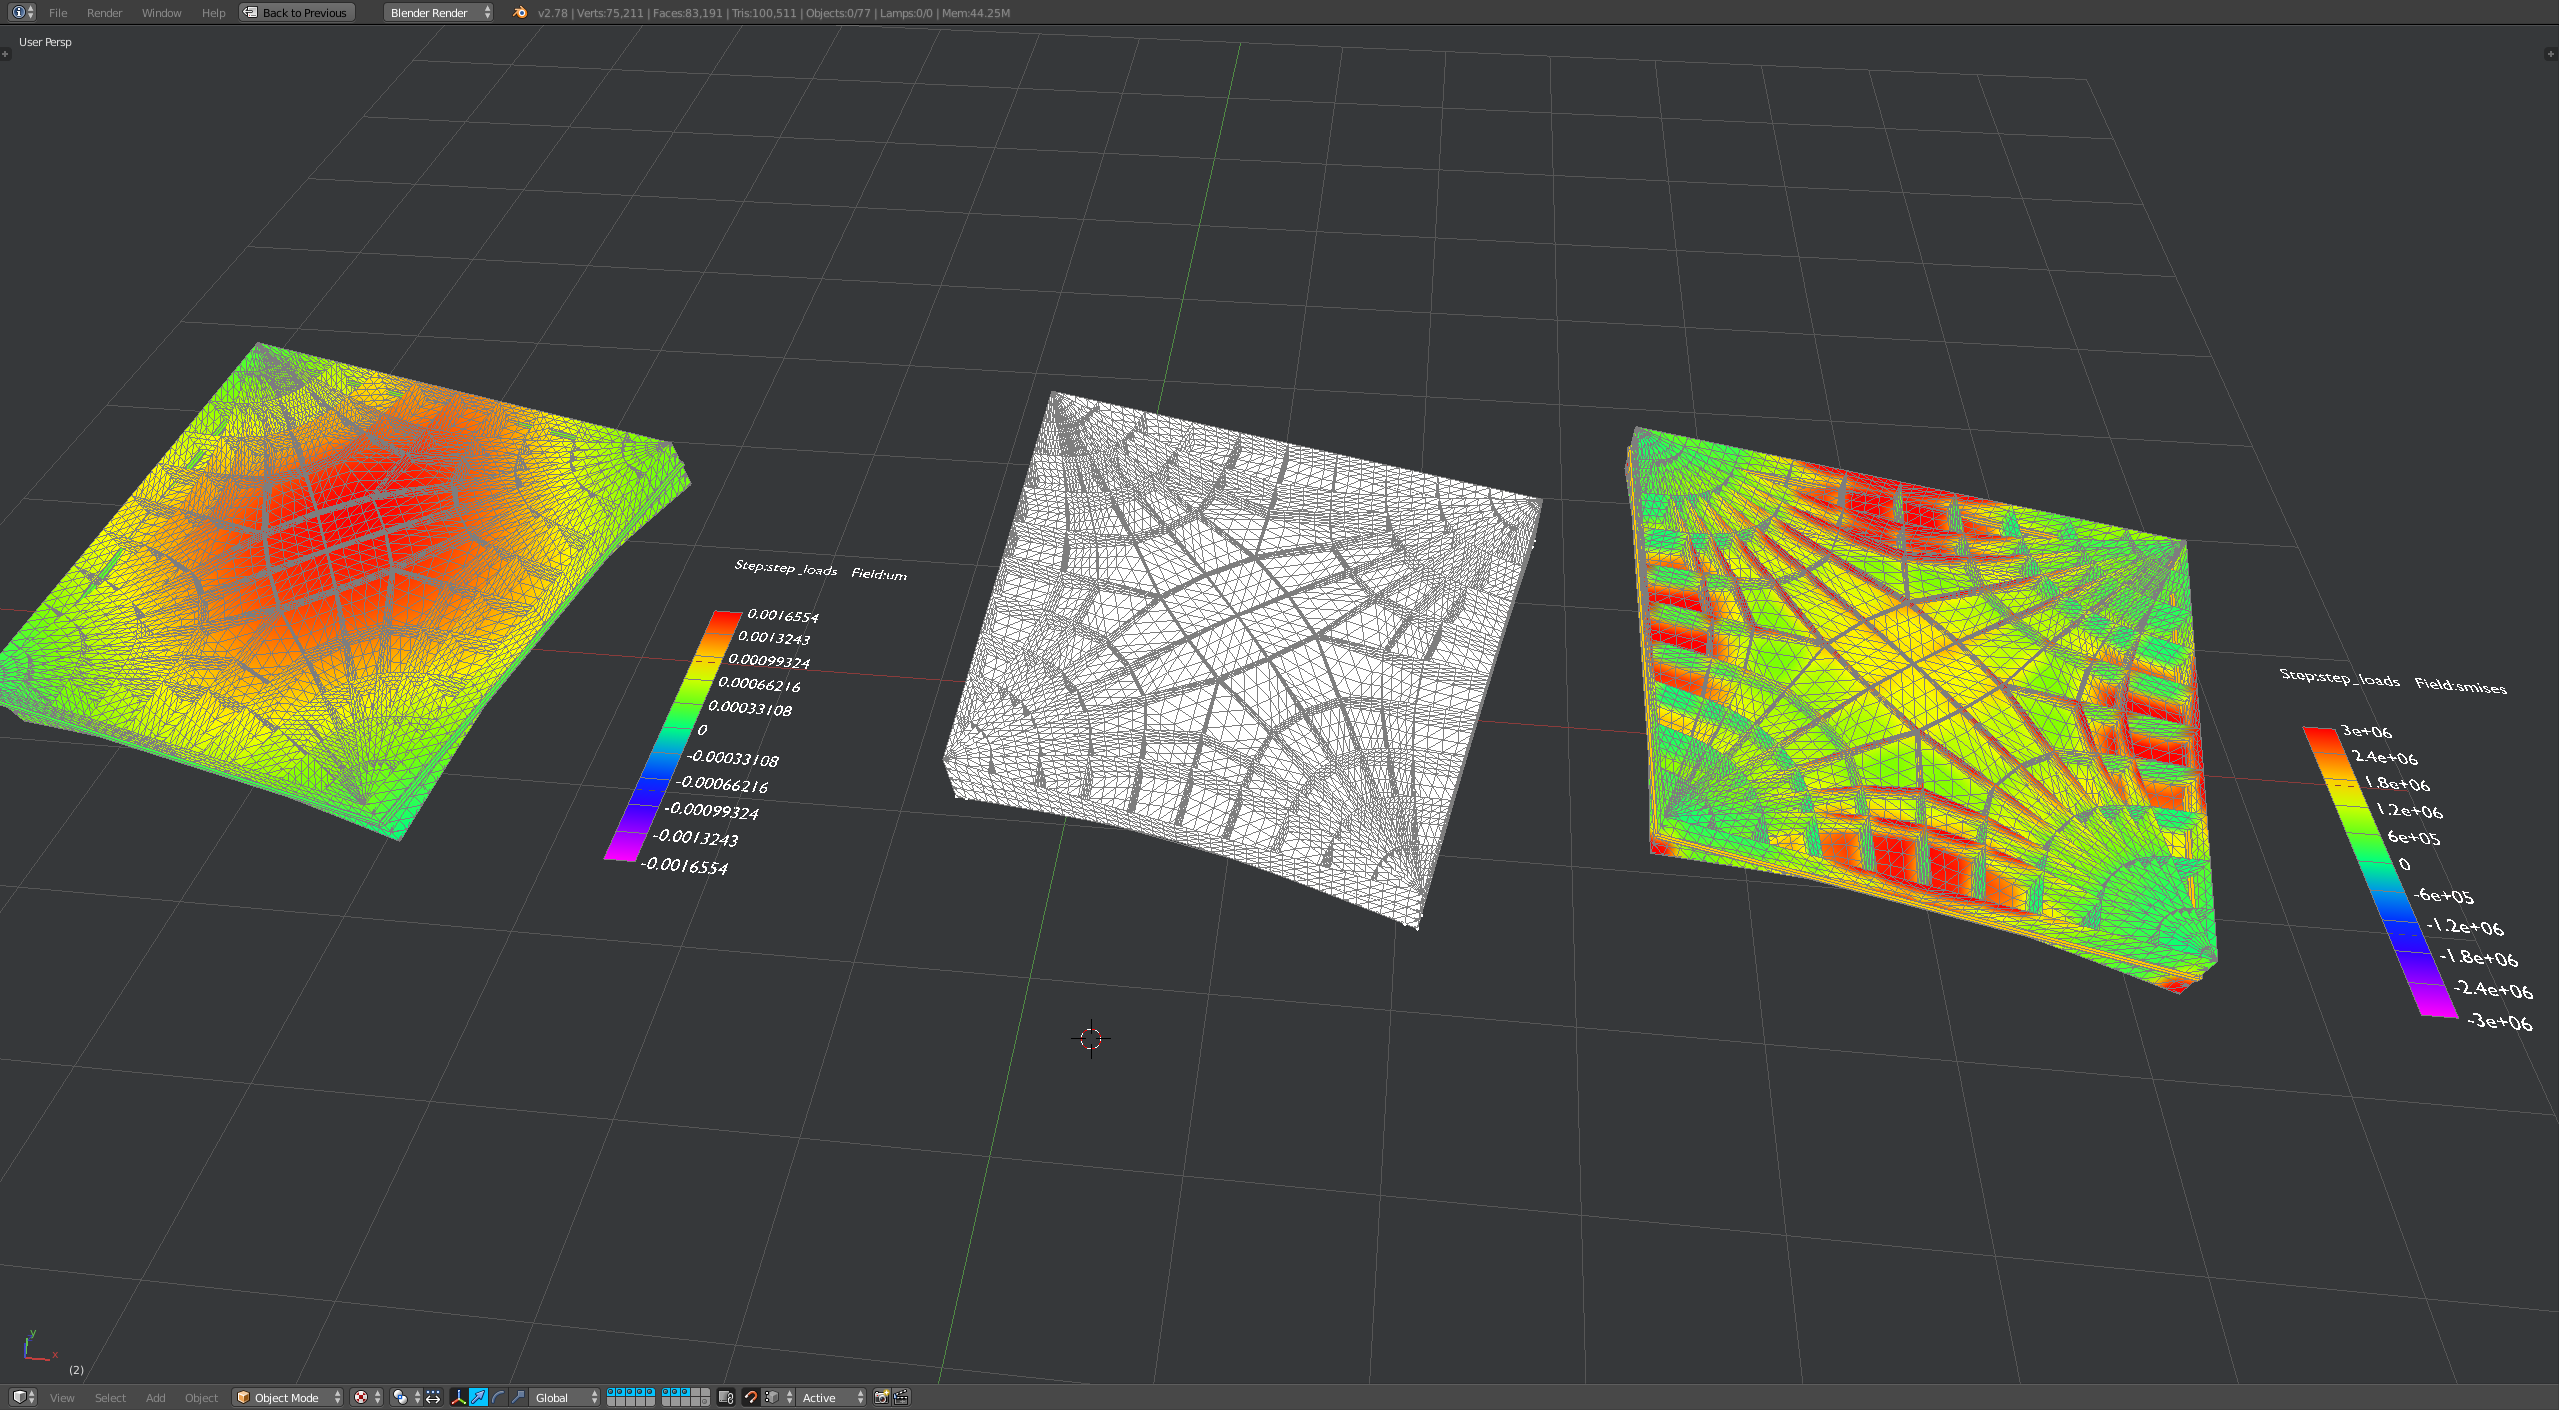 File Render Window Help Back to Previous Blender Render v2.78 | Verts:75,211 | Faces:83,191 | Tris:100,511 | Objects:0/77 | Lamps:0/0 | Mem:44.25M
User Persp
Step:step_loads Field:um
0.0016554
0.0013243
0.00099324
0.00066216
0.00033108
0
-0.00033108
-0.00066216
-0.00099324
-0.0013243
-0.0016554
Step:step_loads Field:smises
3e+06
2.4e+06
1.8e+06
1.2e+06
6e+05
0
-6e+05
-1.2e+06
-1.8e+06
-2.4e+06
-3e+06
y
x
(2)
View Select Add Object Object Mode Global Active